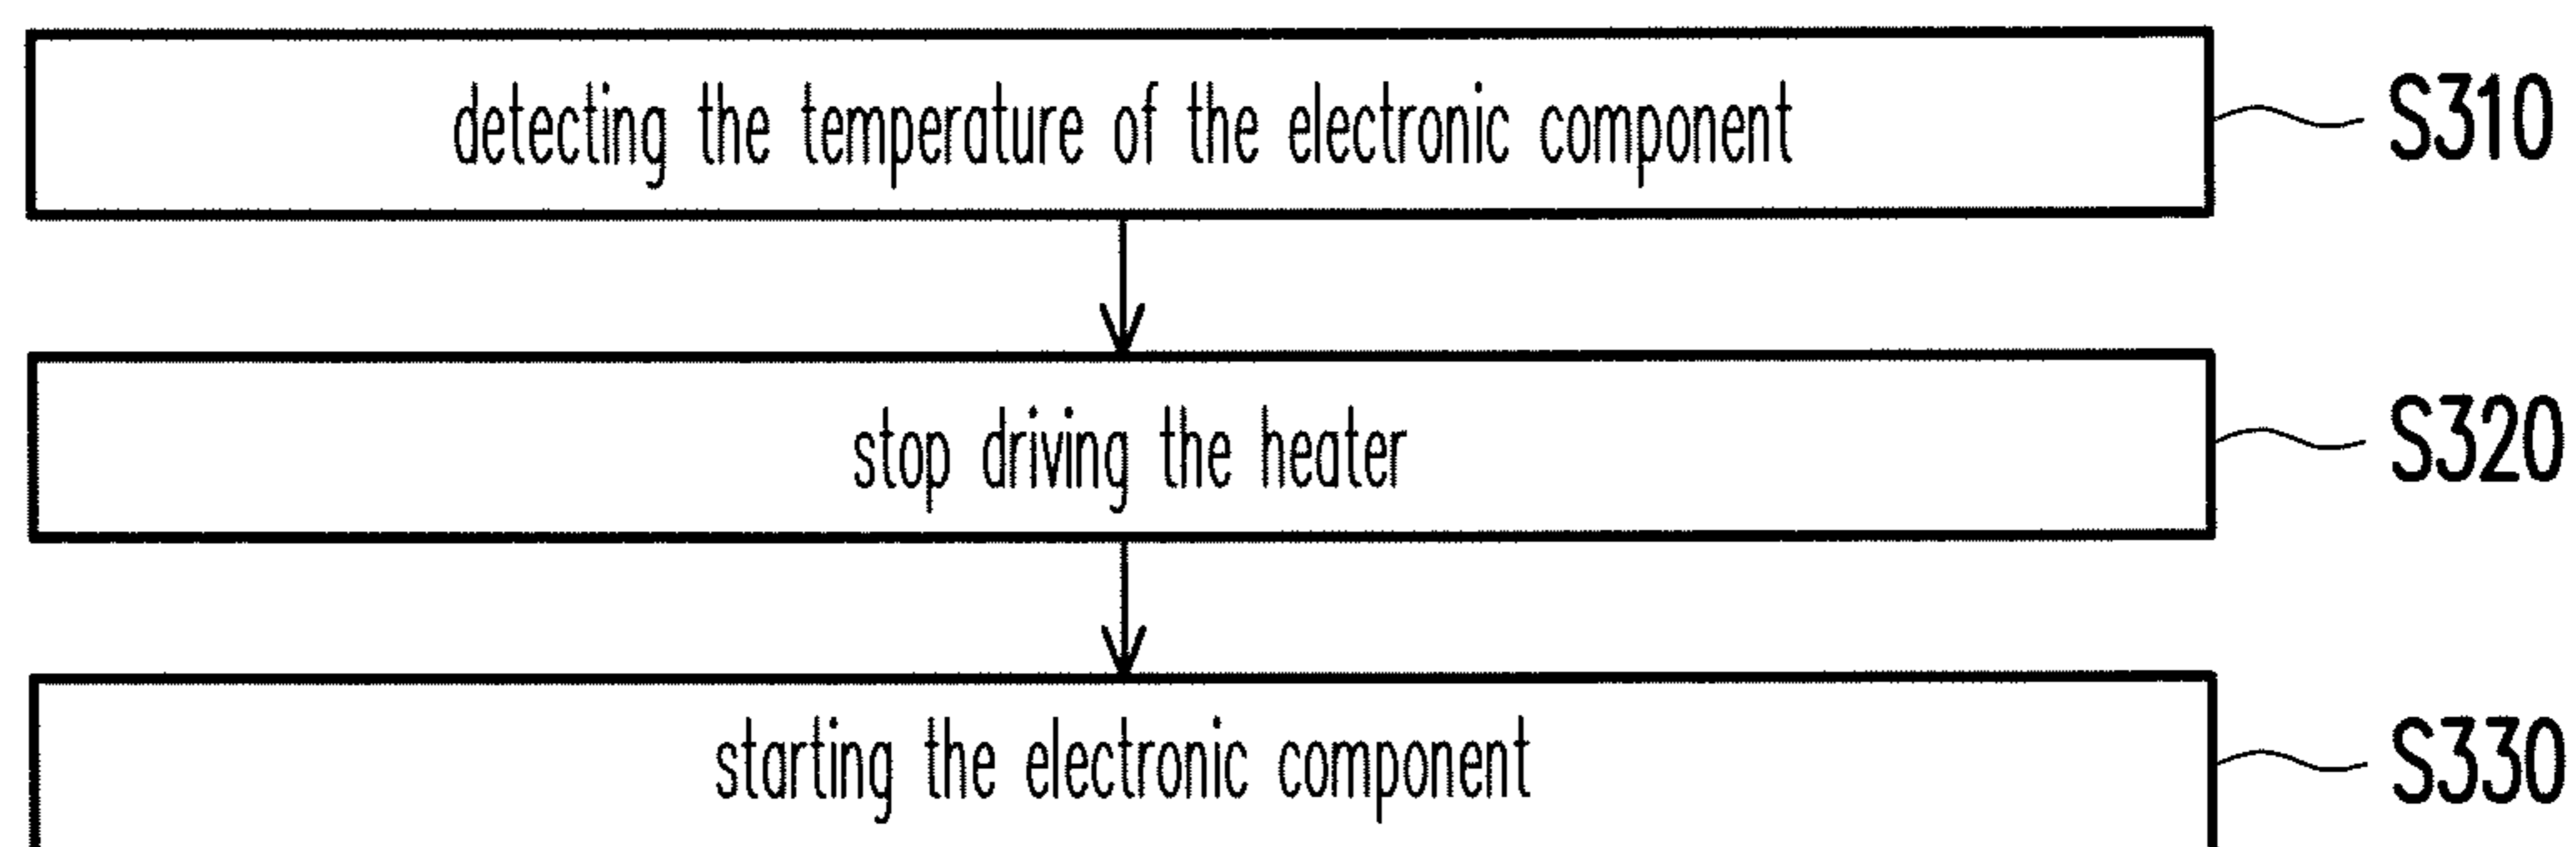 detecting the temperature of the electronic component S310
stop driving the heater S320
starting the electronic component S330